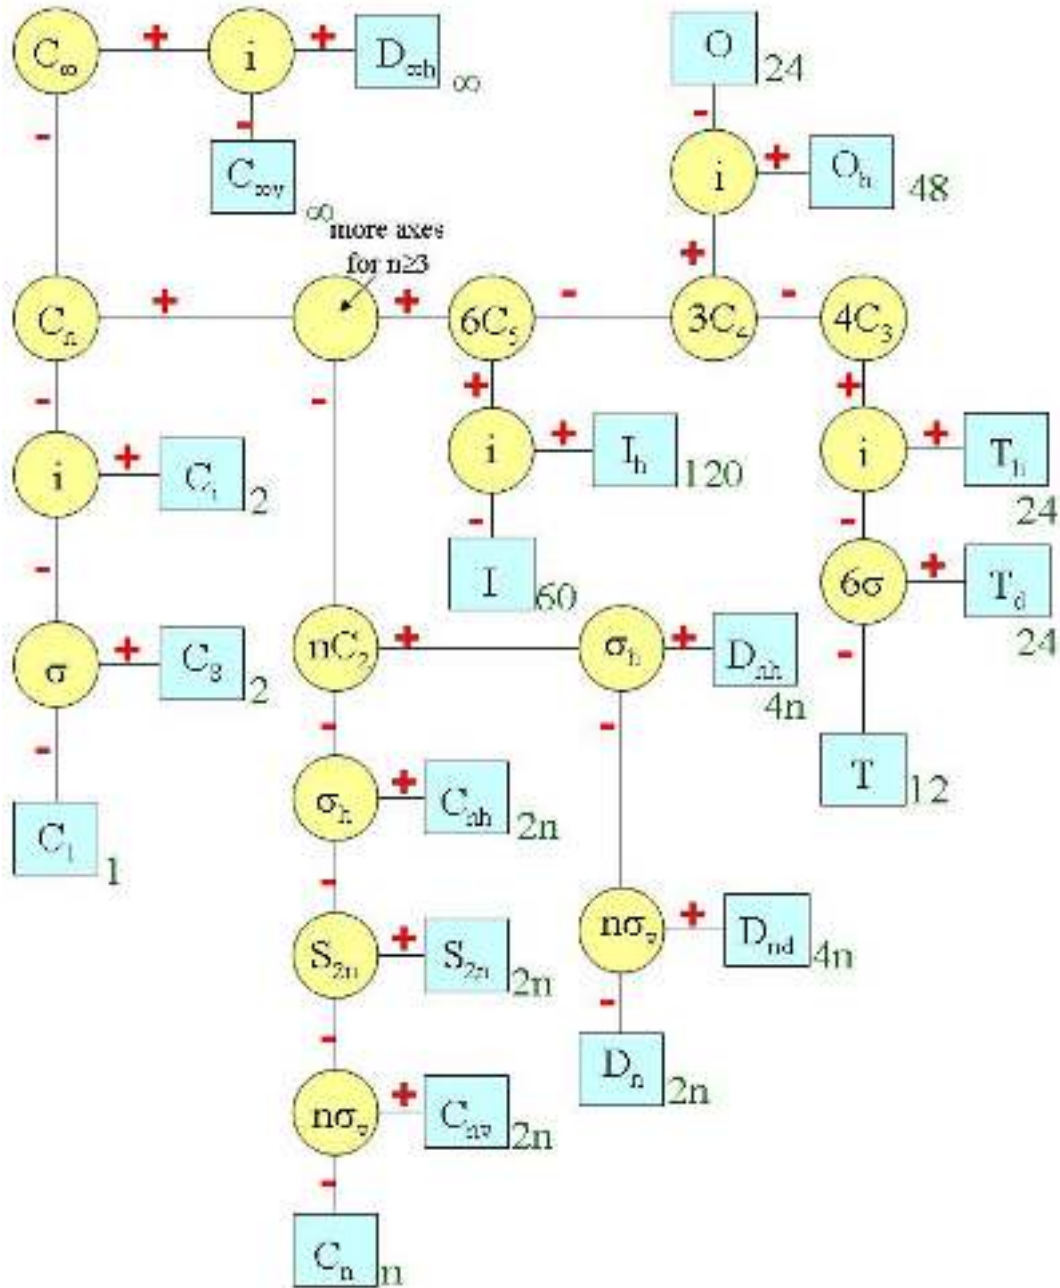 C∞ + i + D∞h ∞
O 24
-
-
-
C∞v ∞
i + Oh 48
more axes
for n≥3
+
Cn + + 6C5 - 3C4 - 4C3
- - + +
i + Ci 2
i + Ih 120
i + Th 24
- - -
I 60
6σ + Td 24
σ + Cs 2
nC2 + σh + Dnh 4n
-
- - -
C1 1
σh + Cnh 2n
T 12
-
nσv + Dnd 4n
S2n + S2n 2n
- -
Dn 2n
nσv + Cnv 2n
-
Cn n